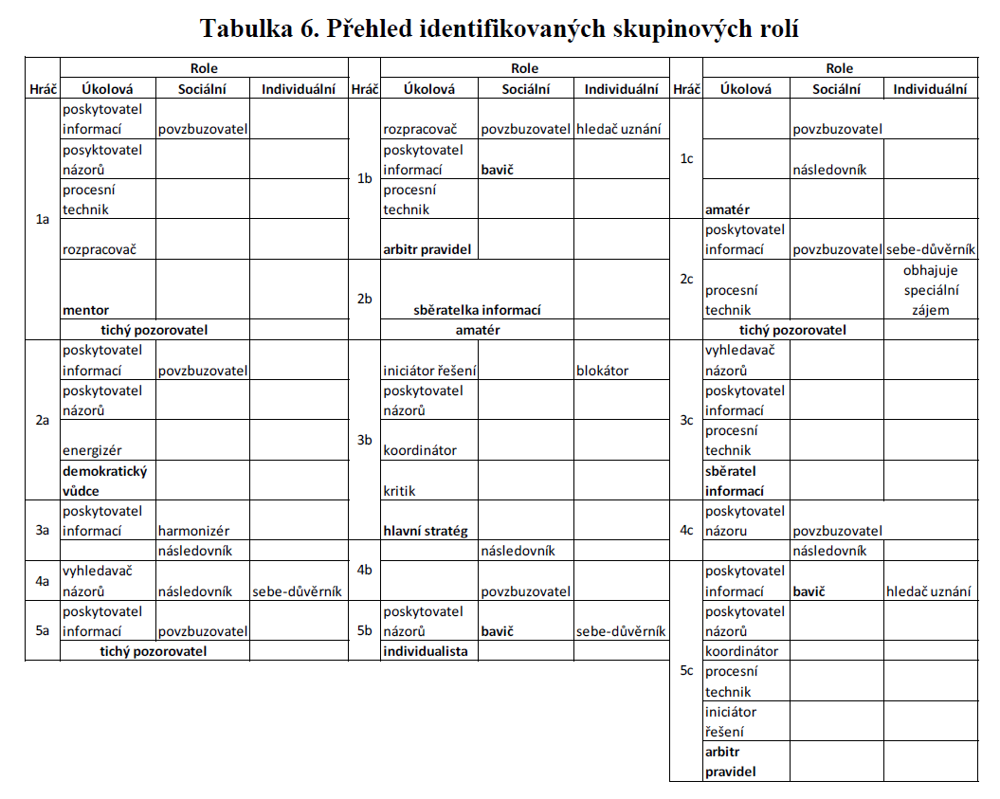 Tabulka 6. Přehled identifikovaných skupinových rolí
Hráč Role Hráč Role Hráč Role
Úkolová Sociální Individuální Úkolová Sociální Individuální Úkolová Sociální Individuální
1a
poskytovatel
informací povzbuzovatel
posyktovatel
názorů
procesní
technik
rozpracovač
mentor
tichý pozorovatel
2a
poskytovatel
informací povzbuzovatel
poskytovatel
názorů
energizér
demokratický
vůdce
3a
poskytovatel
informací harmonizér
následovník
4a
vyhledavač
názorů následovník sebe-důvěrník
5a
poskytovatel
informací povzbuzovatel
tichý pozorovatel
1b
rozpracovač povzbuzovatel hledač uznání
poskytovatel
informací bavič
procesní
technik
arbitr pravidel
2b
sběratelka informací
amatér
3b
iniciátor řešení blokátor
poskytovatel
názorů
koordinátor
kritik
hlavní stratég
4b
následovník
povzbuzovatel
5b
poskytovatel
názorů bavič sebe-důvěrník
individualista
1c
povzbuzovatel
následovník
amatér
2c
poskytovatel
informací povzbuzovatel sebe-důvěrník
procesní
technik
obhajuje
speciální
zájem
tichý pozorovatel
3c
vyhledavač
názorů
poskytovatel
informací
procesní
technik
sběratel
informací
4c
poskytovatel
názoru povzbuzovatel
následovník
5c
poskytovatel
informací bavič hledač uznání
poskytovatel
názorů
koordinátor
procesní
technik
iniciátor
řešení
arbitr
pravidel